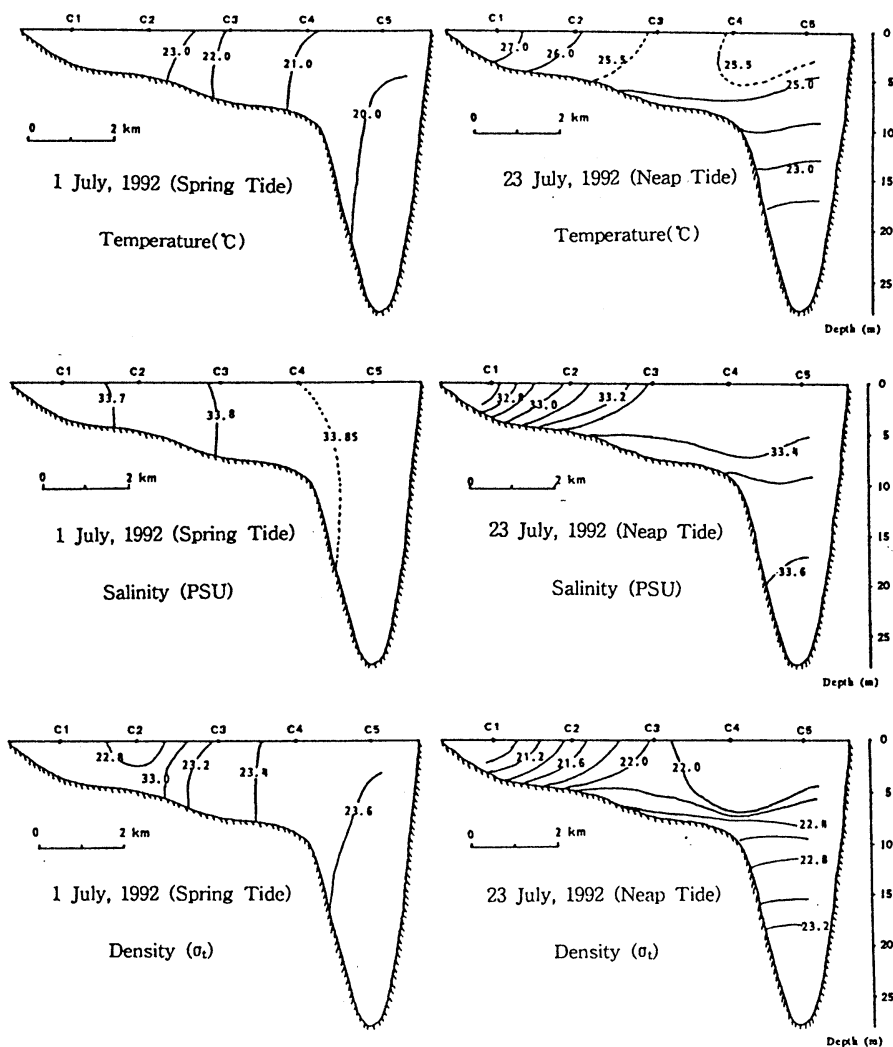 C1 C2 C3 C4 C5
23.0 22.0 21.0 20.0
0 2 km
1 July, 1992 (Spring Tide)
Temperature(℃)
C1 C2 C3 C4 C5
27.0 26.0 25.5 25.5 25.0 23.0
23 July, 1992 (Neap Tide)
Temperature(℃)
0
5
10
15
20
25
Depth (m)
C1 C2 C3 C4 C5
33.7 33.8 33.85
0 2 km
1 July, 1992 (Spring Tide)
Salinity (PSU)
C1 C2 C3 C4 C5
32.8 33.0 33.2 33.4 33.6
0 2 km
23 July, 1992 (Neap Tide)
Salinity (PSU)
0
5
10
15
20
25
Depth (m)
C1 C2 C3 C4 C5
22.8 33.0 23.2 23.4 23.6
0 2 km
1 July, 1992 (Spring Tide)
Density (σt)
C1 C2 C3 C4 C5
21.2 21.6 22.0 22.0 22.4 22.8 23.2
0 2 km
23 July, 1992 (Neap Tide)
Density (σt)
0
5
10
15
20
25
Depth (m)